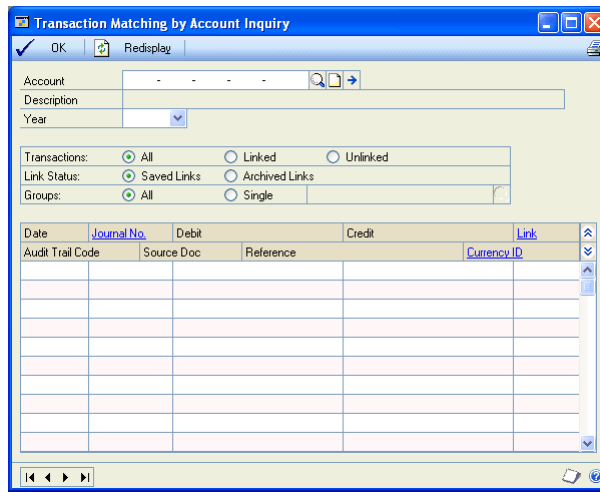 Transaction Matching by Account Inquiry
OK Redisplay
Account - - - -
Description
Year
Transactions: All Linked Unlinked
Link Status: Saved Links Archived Links
Groups: All Single
Date Journal No. Debit Credit Link
Audit Trail Code Source Doc Reference Currency ID